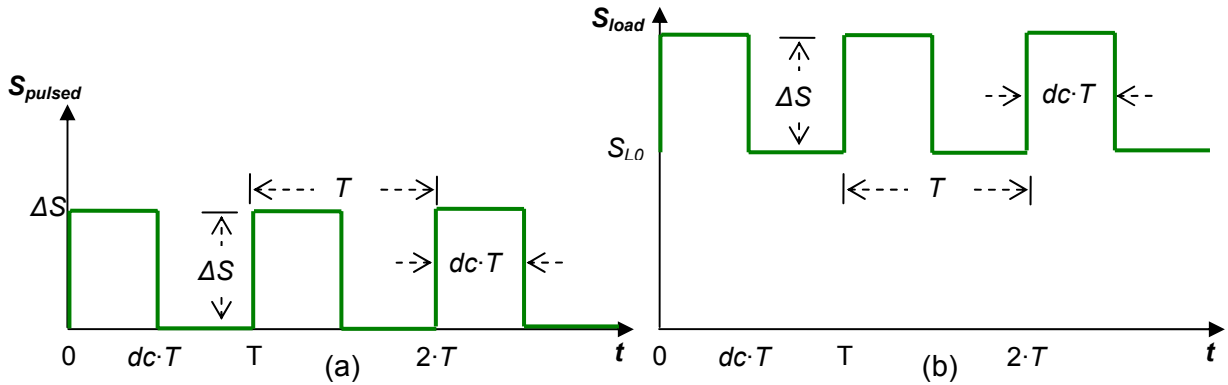 S_pulsed
ΔS
ΔS
T
dc·T
0
dc·T
T
2·T
t
(a)
S_load
S_L0
ΔS
dc·T
T
0
dc·T
T
2·T
t
(b)